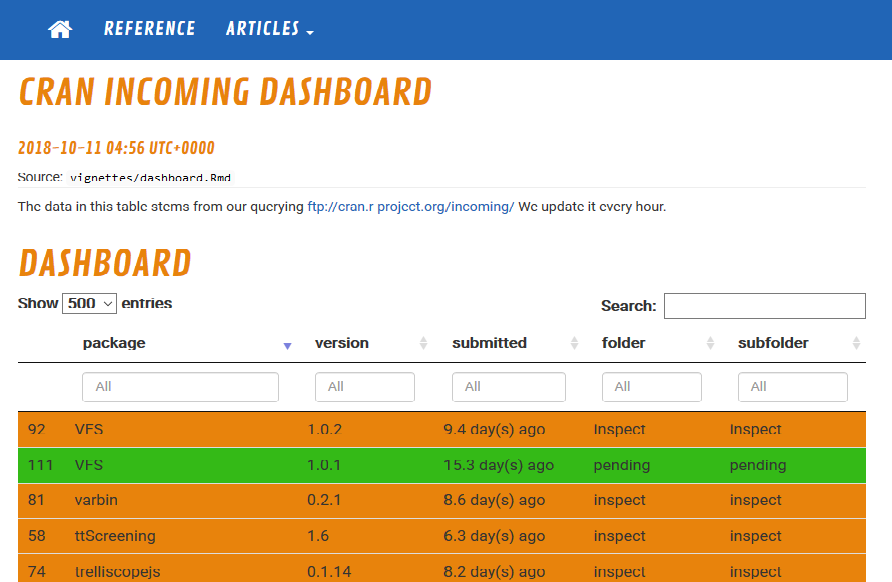 REFERENCE ARTICLES
CRAN INCOMING DASHBOARD
2018-10-11 04:56 UTC+0000
Source: vignettes/dashboard.Rmd
The data in this table stems from our querying ftp://cran.r project.org/incoming/ We update it every hour.
DASHBOARD
Show 500 entries Search:
package version submitted folder subfolder
All All All All All
92 VFS 1.0.2 9.4 day(s) ago inspect inspect
111 VFS 1.0.1 15.3 day(s) ago pending pending
81 varbin 0.2.1 8.6 day(s) ago inspect inspect
58 ttScreening 1.6 6.3 day(s) ago inspect inspect
74 trelliscopejs 0.1.14 8.2 day(s) ago inspect inspect